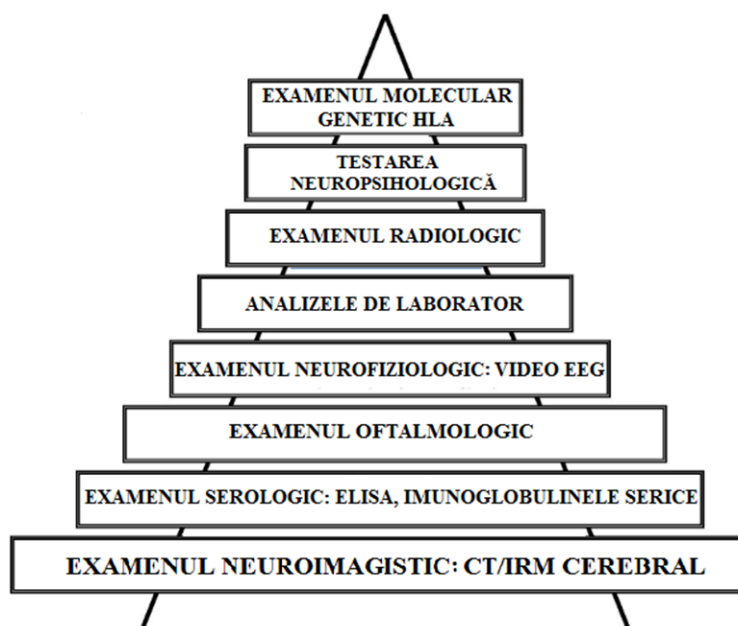 EXAMENUL MOLECULAR
GENETIC HLA
TESTAREA
NEUROPSIHOLOGICĂ
EXAMENUL RADIOLOGIC
ANALIZELE DE LABORATOR
EXAMENUL NEUROFIZIOLOGIC: VIDEO EEG
EXAMENUL OFTALMOLOGIC
EXAMENUL SEROLOGIC: ELISA, IMUNOGLOBULINELE SERICE
EXAMENUL NEUROIMAGISTIC: CT/IRM CEREBRAL